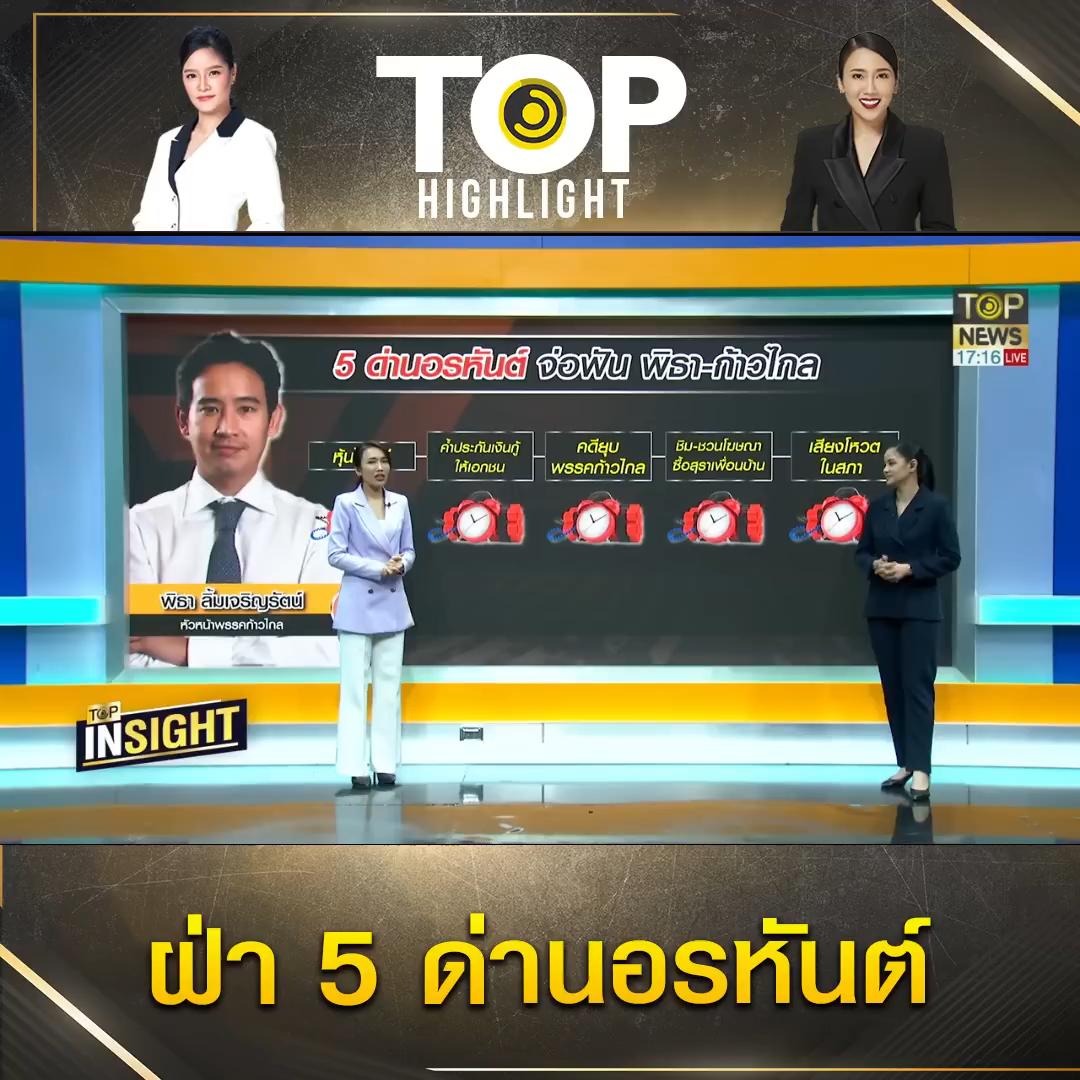 TOP
HIGHLIGHT
TOP
NEWS
17:16 LIVE
5 ด่านอรหันต์ จ่อฟัน พิธา-ก้าวไกล
ค้ำประกันเงินกู้
ให้เอกชน
คดียุบ
พรรคก้าวไกล
ชิม-ชวนโฆษณา
ซื้อสุราเพื่อนบ้าน
เสียงโหวต
ในสภา
พิธา ลิ้มเจริญรัตน์
หัวหน้าพรรคก้าวไกล
TOP
INSIGHT
ฝ่า 5 ด่านอรหันต์